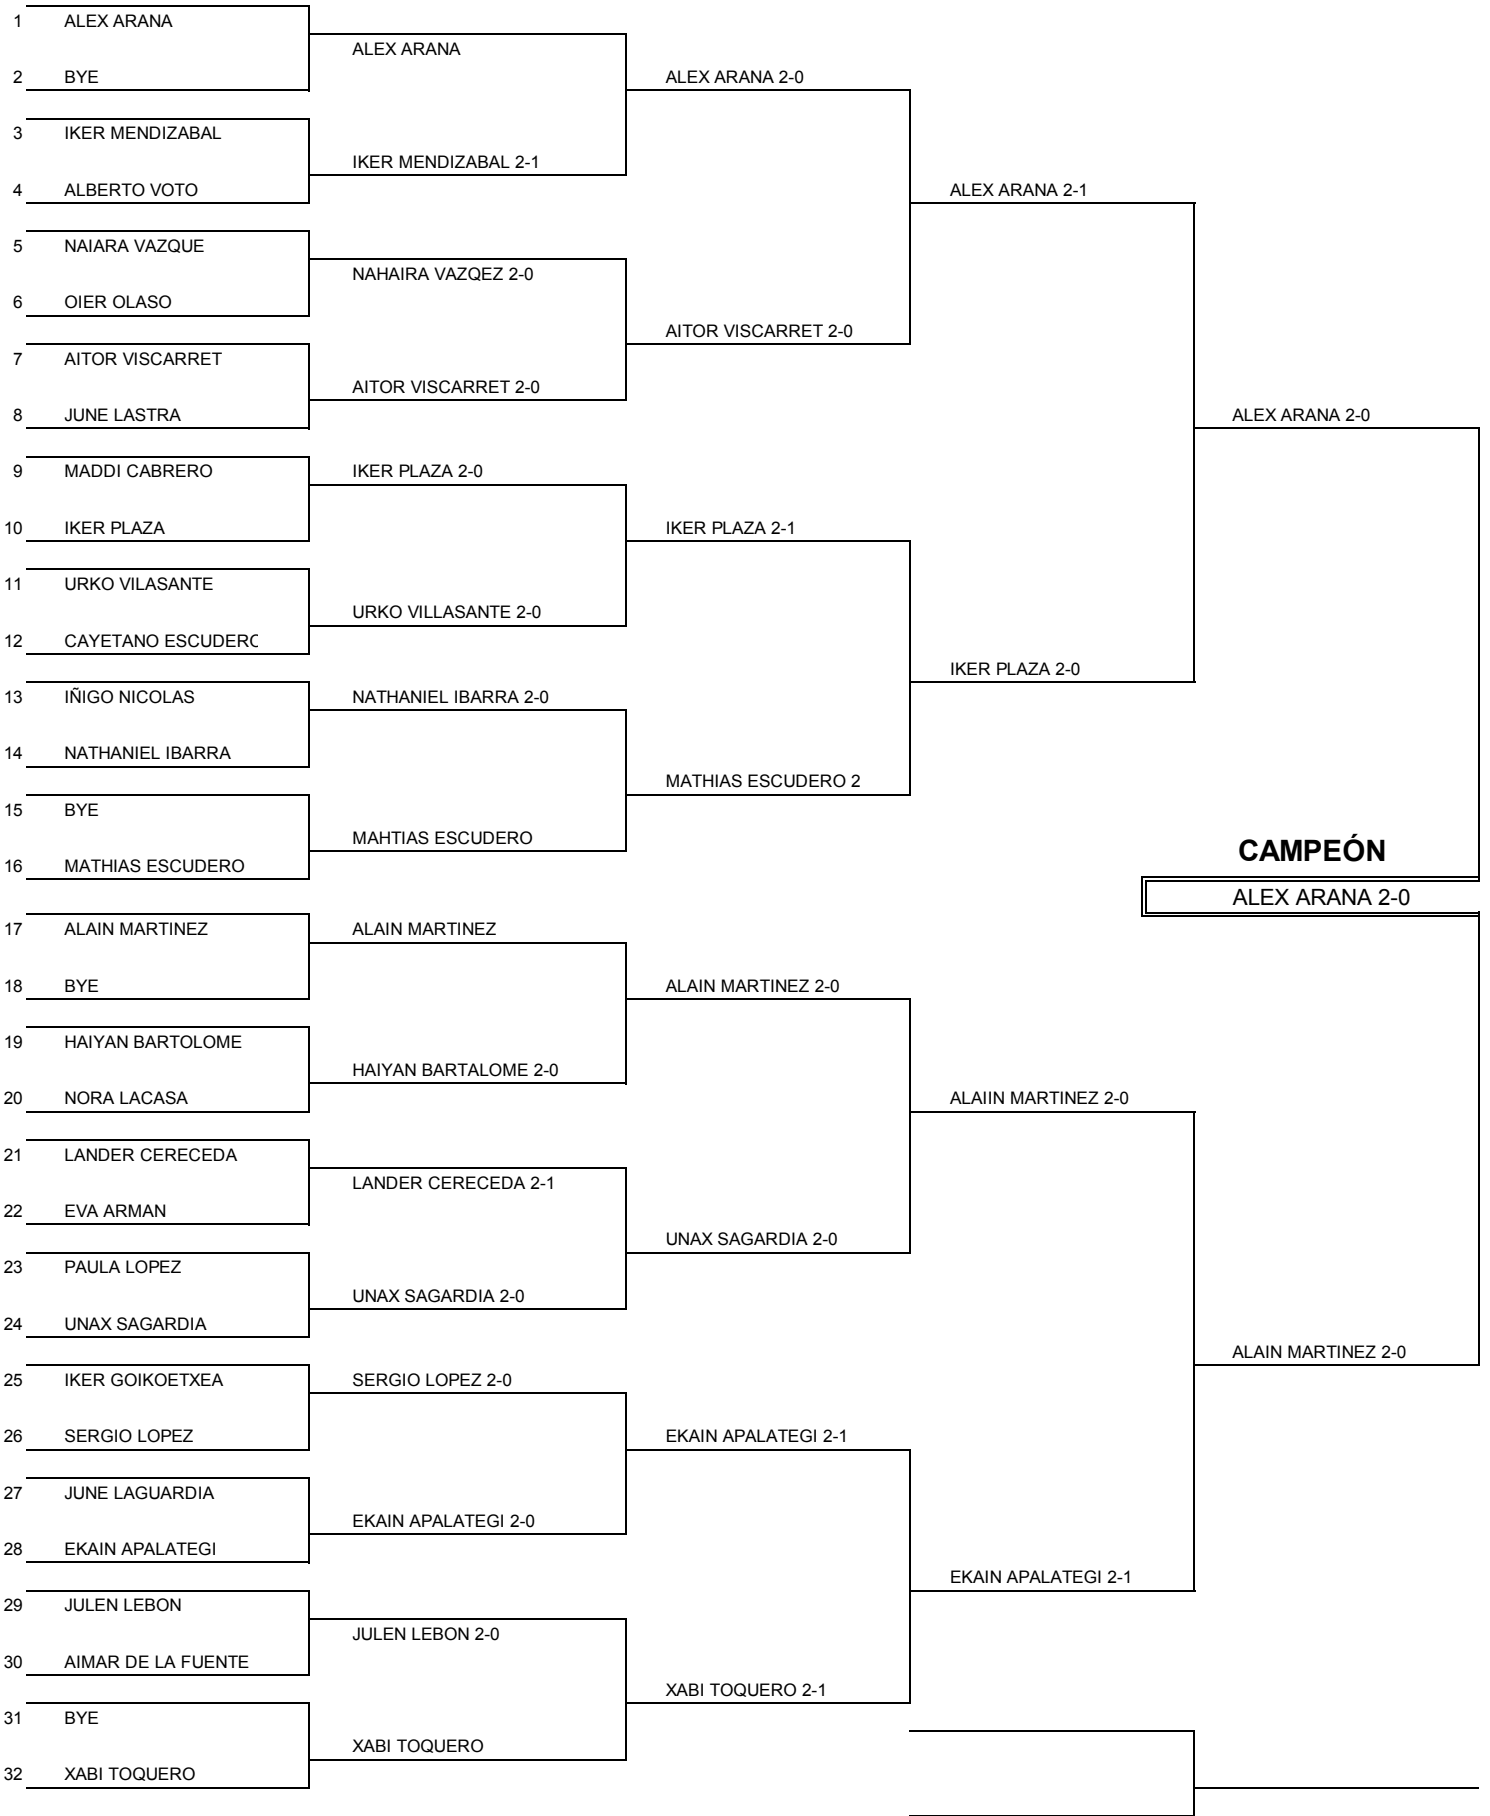 1 ALEX ARANA
ALEX ARANA
2 BYE
ALEX ARANA 2-0
3 IKER MENDIZABAL
IKER MENDIZABAL 2-1
4 ALBERTO VOTO
ALEX ARANA 2-1
5 NAIARA VAZQUE
NAHAIRA VAZQEZ 2-0
6 OIER OLASO
AITOR VISCARRET 2-0
7 AITOR VISCARRET
AITOR VISCARRET 2-0
8 JUNE LASTRA
ALEX ARANA 2-0
9 MADDI CABRERO
IKER PLAZA 2-0
10 IKER PLAZA
IKER PLAZA 2-1
11 URKO VILASANTE
URKO VILLASANTE 2-0
12 CAYETANO ESCUDERO
IKER PLAZA 2-0
13 IÑIGO NICOLAS
NATHANIEL IBARRA 2-0
14 NATHANIEL IBARRA
MATHIAS ESCUDERO 2
15 BYE
MAHTIAS ESCUDERO
16 MATHIAS ESCUDERO
CAMPEÓN
ALEX ARANA 2-0
17 ALAIN MARTINEZ
ALAIN MARTINEZ
18 BYE
ALAIN MARTINEZ 2-0
19 HAIYAN BARTOLOME
HAIYAN BARTALOME 2-0
20 NORA LACASA
ALAIIN MARTINEZ 2-0
21 LANDER CERECEDA
LANDER CERECEDA 2-1
22 EVA ARMAN
UNAX SAGARDIA 2-0
23 PAULA LOPEZ
UNAX SAGARDIA 2-0
24 UNAX SAGARDIA
ALAIN MARTINEZ 2-0
25 IKER GOIKOETXEA
SERGIO LOPEZ 2-0
26 SERGIO LOPEZ
EKAIN APALATEGI 2-1
27 JUNE LAGUARDIA
EKAIN APALATEGI 2-0
28 EKAIN APALATEGI
EKAIN APALATEGI 2-1
29 JULEN LEBON
JULEN LEBON 2-0
30 AIMAR DE LA FUENTE
XABI TOQUERO 2-1
31 BYE
XABI TOQUERO
32 XABI TOQUERO